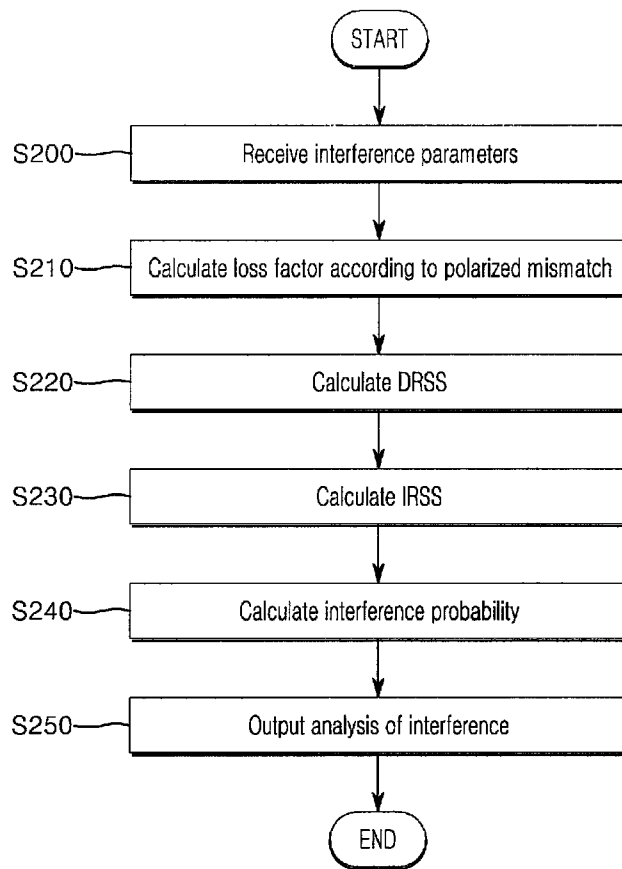 START
S200 Receive interference parameters
S210 Calculate loss factor according to polarized mismatch
S220 Calculate DRSS
S230 Calculate IRSS
S240 Calculate interference probability
S250 Output analysis of interference
END